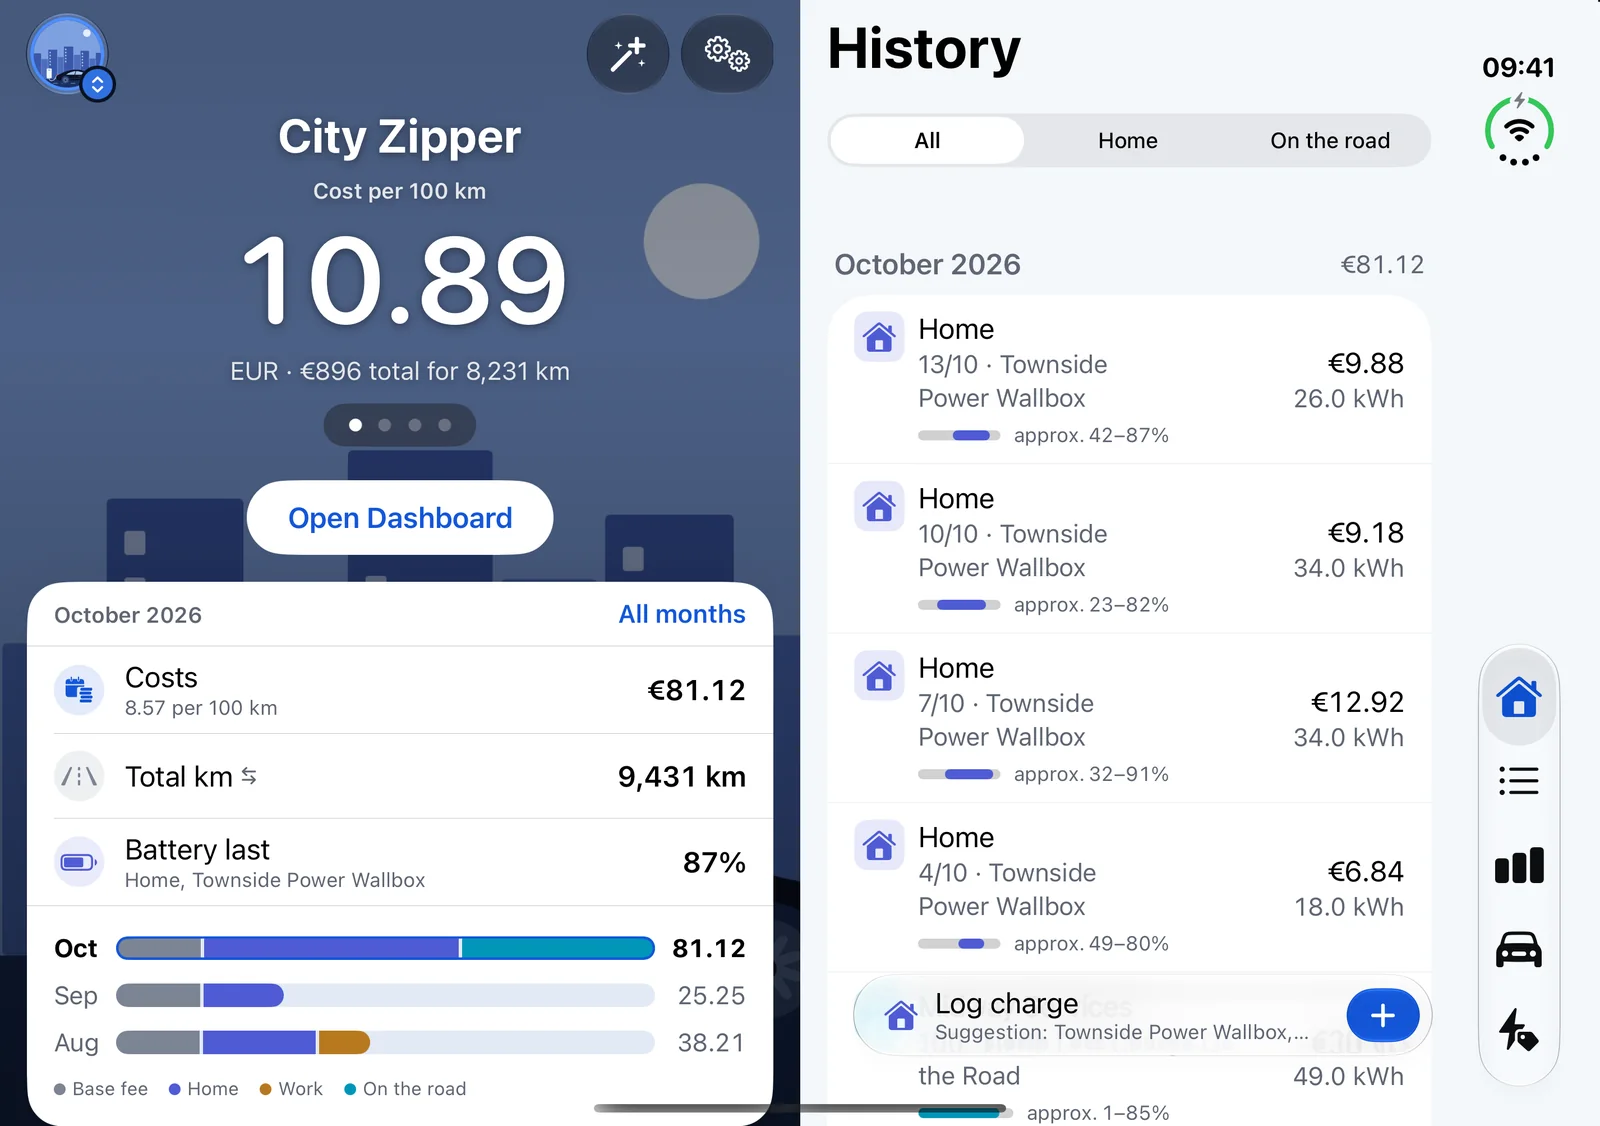 City Zipper
Cost per 100 km
10.89
EUR · €896 total for 8,231 km
Open Dashboard
October 2026
All months
Costs
8.57 per 100 km
€81.12
Total km
9,431 km
Battery last
Home, Townside Power Wallbox
87%
Oct
81.12
Sep
25.25
Aug
38.21
Base fee
Home
Work
On the road
History
09:41
All
Home
On the road
October 2026
€81.12
Home
13/10 · Townside
Power Wallbox
€9.88
26.0 kWh
approx. 42–87%
Home
10/10 · Townside
Power Wallbox
€9.18
34.0 kWh
approx. 23–82%
Home
7/10 · Townside
Power Wallbox
€12.92
34.0 kWh
approx. 32–91%
Home
4/10 · Townside
Power Wallbox
€6.84
18.0 kWh
approx. 49–80%
Log charge
Suggestion: Townside Power Wallbox,...
the Road
49.0 kWh
approx. 1–85%